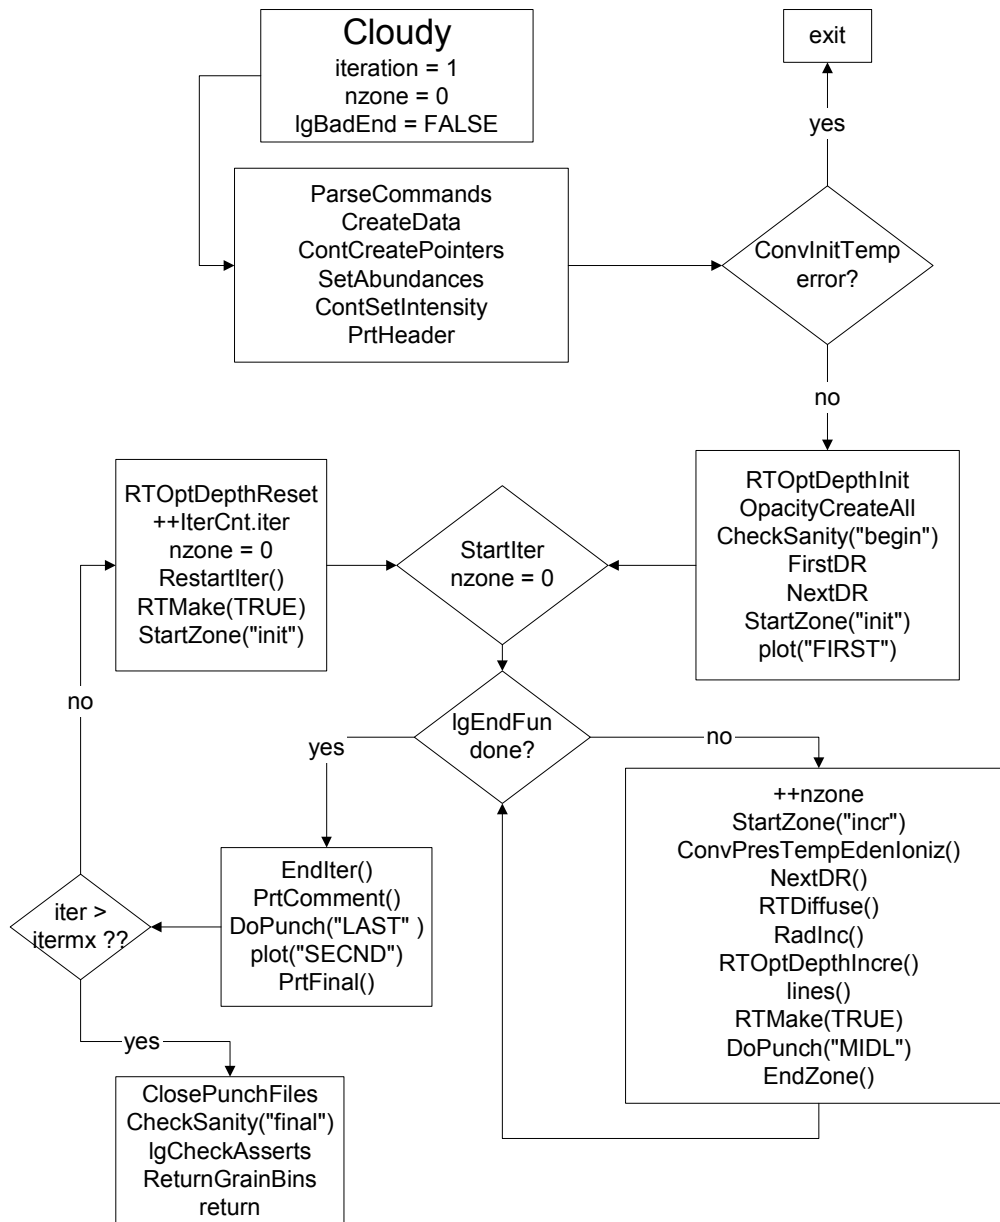 Cloudy
iteration = 1
nzone = 0
lgBadEnd = FALSE
exit
yes
ParseCommands
CreateData
ContCreatePointers
SetAbundances
ContSetIntensity
PrtHeader
ConvInitTemp
error?
no
RTOptDepthInit
OpacityCreateAll
CheckSanity("begin")
FirstDR
NextDR
StartZone("init")
plot("FIRST")
StartIter
nzone = 0
RTOptDepthReset
++IterCnt.iter
nzone = 0
RestartIter()
RTMake(TRUE)
StartZone("init")
no
lgEndFun
done?
yes
no
++nzone
StartZone("incr")
ConvPresTempEdenIoniz()
NextDR()
RTDiffuse()
RadInc()
RTOptDepthIncre()
lines()
RTMake(TRUE)
DoPunch("MIDL")
EndZone()
EndIter()
PrtComment()
DoPunch("LAST" )
plot("SECND")
PrtFinal()
iter >
itermx ??
yes
ClosePunchFiles
CheckSanity("final")
lgCheckAsserts
ReturnGrainBins
return